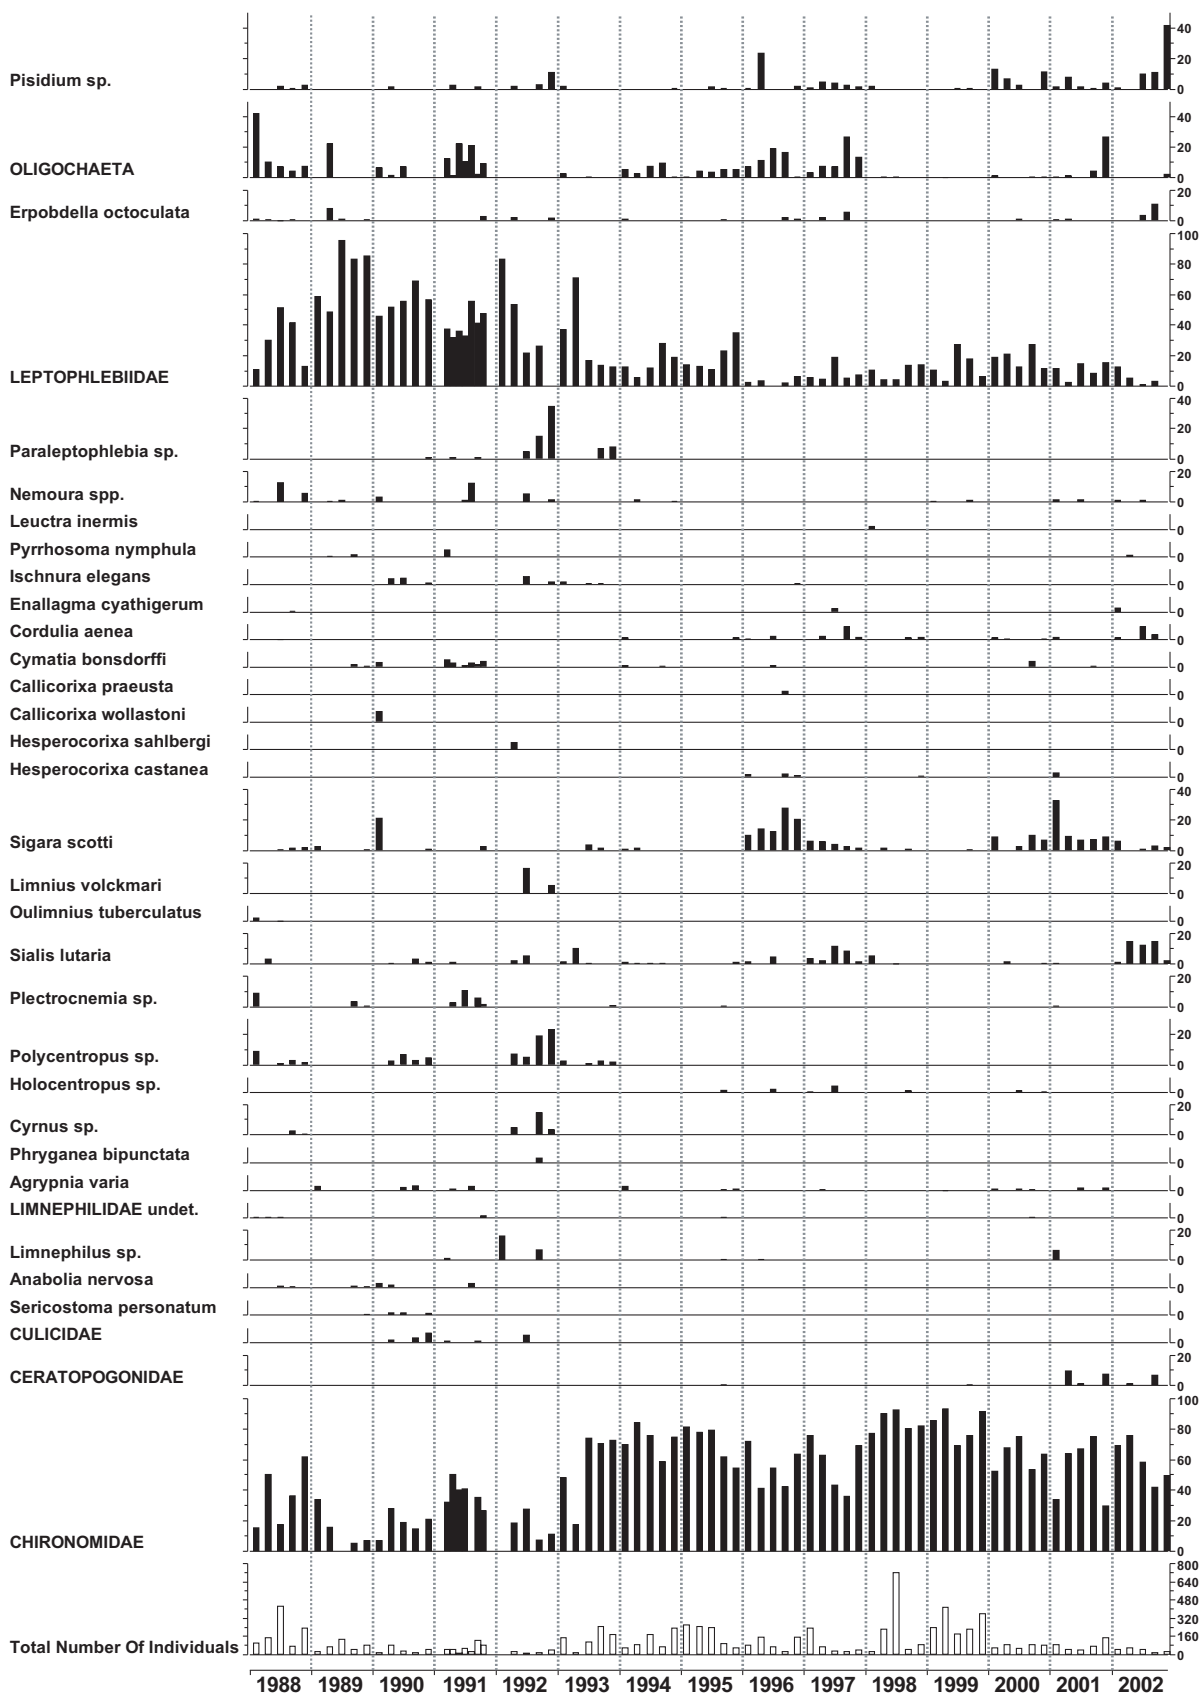 40
20
Pisidium sp.
0
40
20
OLIGOCHAETA
0
20
Erpobdella octoculata
0
100
80
60
40
20
LEPTOPHLEBIIDAE
0
40
20
Paraleptophlebia sp.
0
20
Nemoura spp.
0
Leuctra inermis
0
Pyrrhosoma nymphula
0
Ischnura elegans
0
Enallagma cyathigerum
0
Cordulia aenea
0
Cymatia bonsdorffi
0
Callicorixa praeusta
0
Callicorixa wollastoni
0
Hesperocorixa sahlbergi
0
Hesperocorixa castanea
0
40
20
Sigara scotti
0
20
Limnius volckmari
0
Oulimnius tuberculatus
0
20
Sialis lutaria
0
20
Plectrocnemia sp.
0
40
20
Polycentropus sp.
0
Holocentropus sp.
0
20
Cyrnus sp.
0
Phryganea bipunctata
0
Agrypnia varia
0
LIMNEPHILIDAE undet.
0
20
Limnephilus sp.
0
Anabolia nervosa
0
Sericostoma personatum
0
CULICIDAE
0
20
CERATOPOGONIDAE
0
100
80
60
40
20
CHIRONOMIDAE
0
800
640
480
320
160
Total Number Of Individuals
0
1988 1989 1990 1991 1992 1993 1994 1995 1996 1997 1998 1999 2000 2001 2002